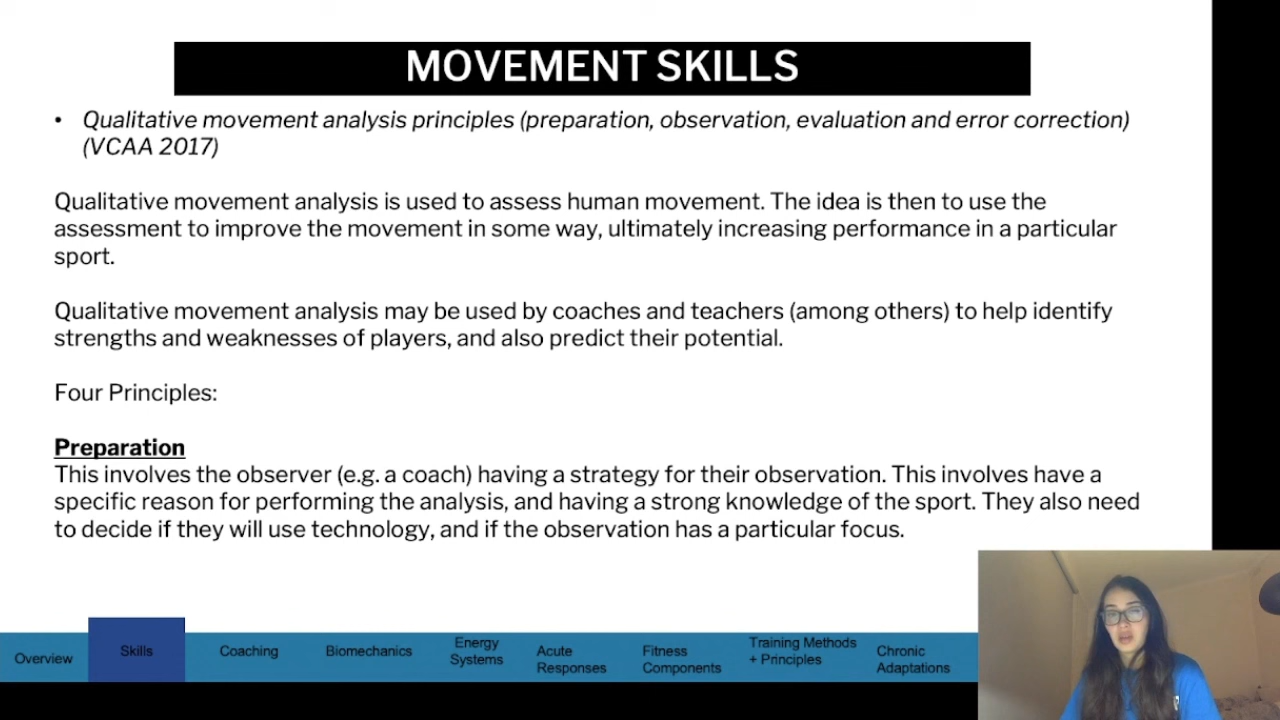 MOVEMENT SKILLS
• Qualitative movement analysis principles (preparation, observation, evaluation and error correction)
(VCAA 2017)
Qualitative movement analysis is used to assess human movement. The idea is then to use the
assessment to improve the movement in some way, ultimately increasing performance in a particular
sport.
Qualitative movement analysis may be used by coaches and teachers (among others) to help identify
strengths and weaknesses of players, and also predict their potential.
Four Principles:
Preparation
This involves the observer (e.g. a coach) having a strategy for their observation. This involves have a
specific reason for performing the analysis, and having a strong knowledge of the sport. They also need
to decide if they will use technology, and if the observation has a particular focus.
Overview
Skills
Coaching
Biomechanics
Energy
Systems
Acute
Responses
Fitness
Components
Training Methods
+ Principles
Chronic
Adaptations